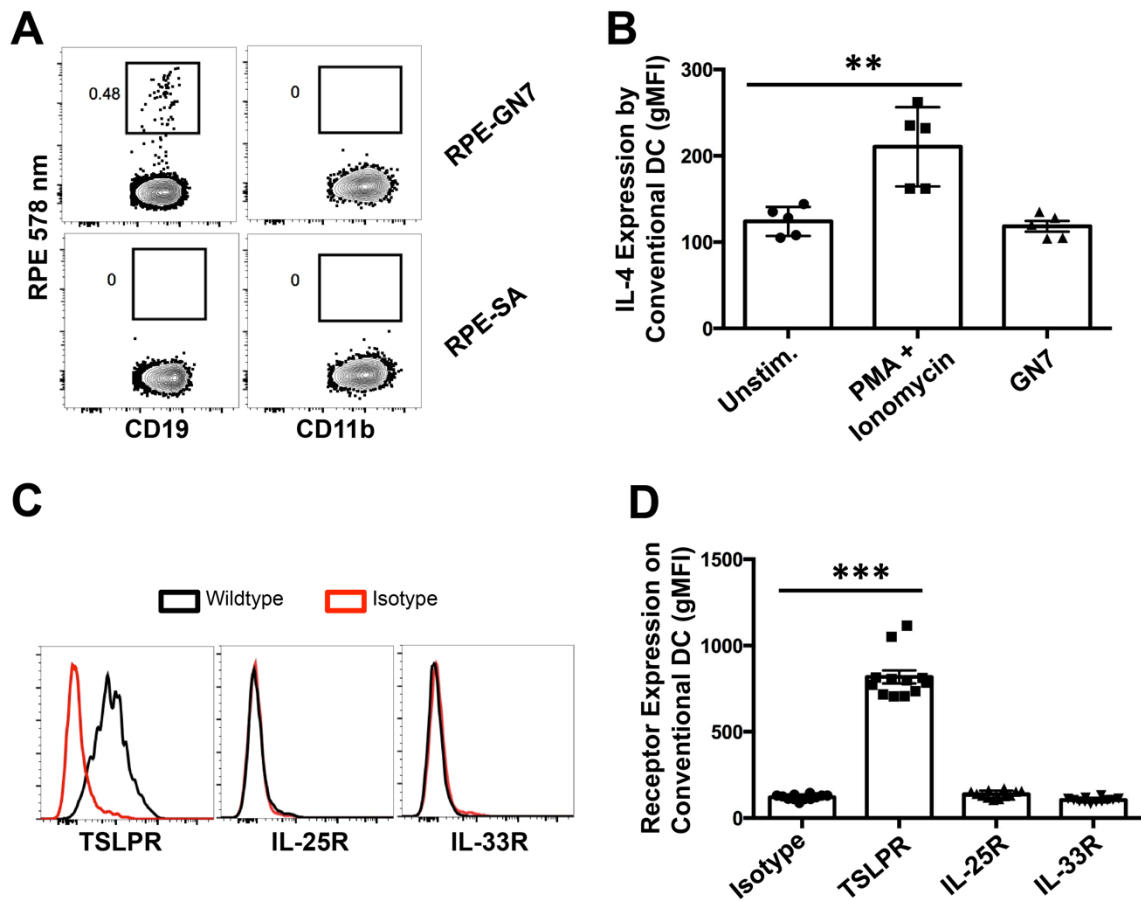 A
0.48
0
RPE-GN7
0
0
RPE-SA
RPE 578 nm
CD19
CD11b
B
**
IL-4 Expression by
Conventional DC (gMFI)
300
200
100
0
Unstim.
PMA +
Ionomycin
GN7
C
Wildtype
Isotype
TSLPR
IL-25R
IL-33R
D
***
Receptor Expression on
Conventional DC (gMFI)
1500
1000
500
0
Isotype
TSLPR
IL-25R
IL-33R